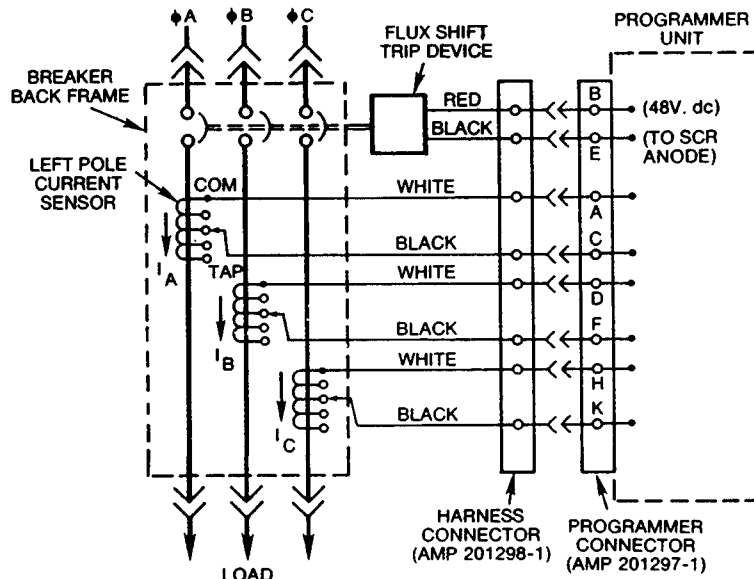 ϕA
ϕB
ϕC
FLUX SHIFT
TRIP DEVICE
PROGRAMMER
UNIT
BREAKER
BACK FRAME
RED
B
(48V. dc)
BLACK
E
(TO SCR
ANODE)
LEFT POLE
CURRENT
SENSOR
COM
WHITE
A
I A
TAP
BLACK
C
WHITE
D
I B
BLACK
F
WHITE
H
I C
BLACK
K
HARNESS
CONNECTOR
(AMP 201298-1)
PROGRAMMER
CONNECTOR
(AMP 201297-1)
LOAD